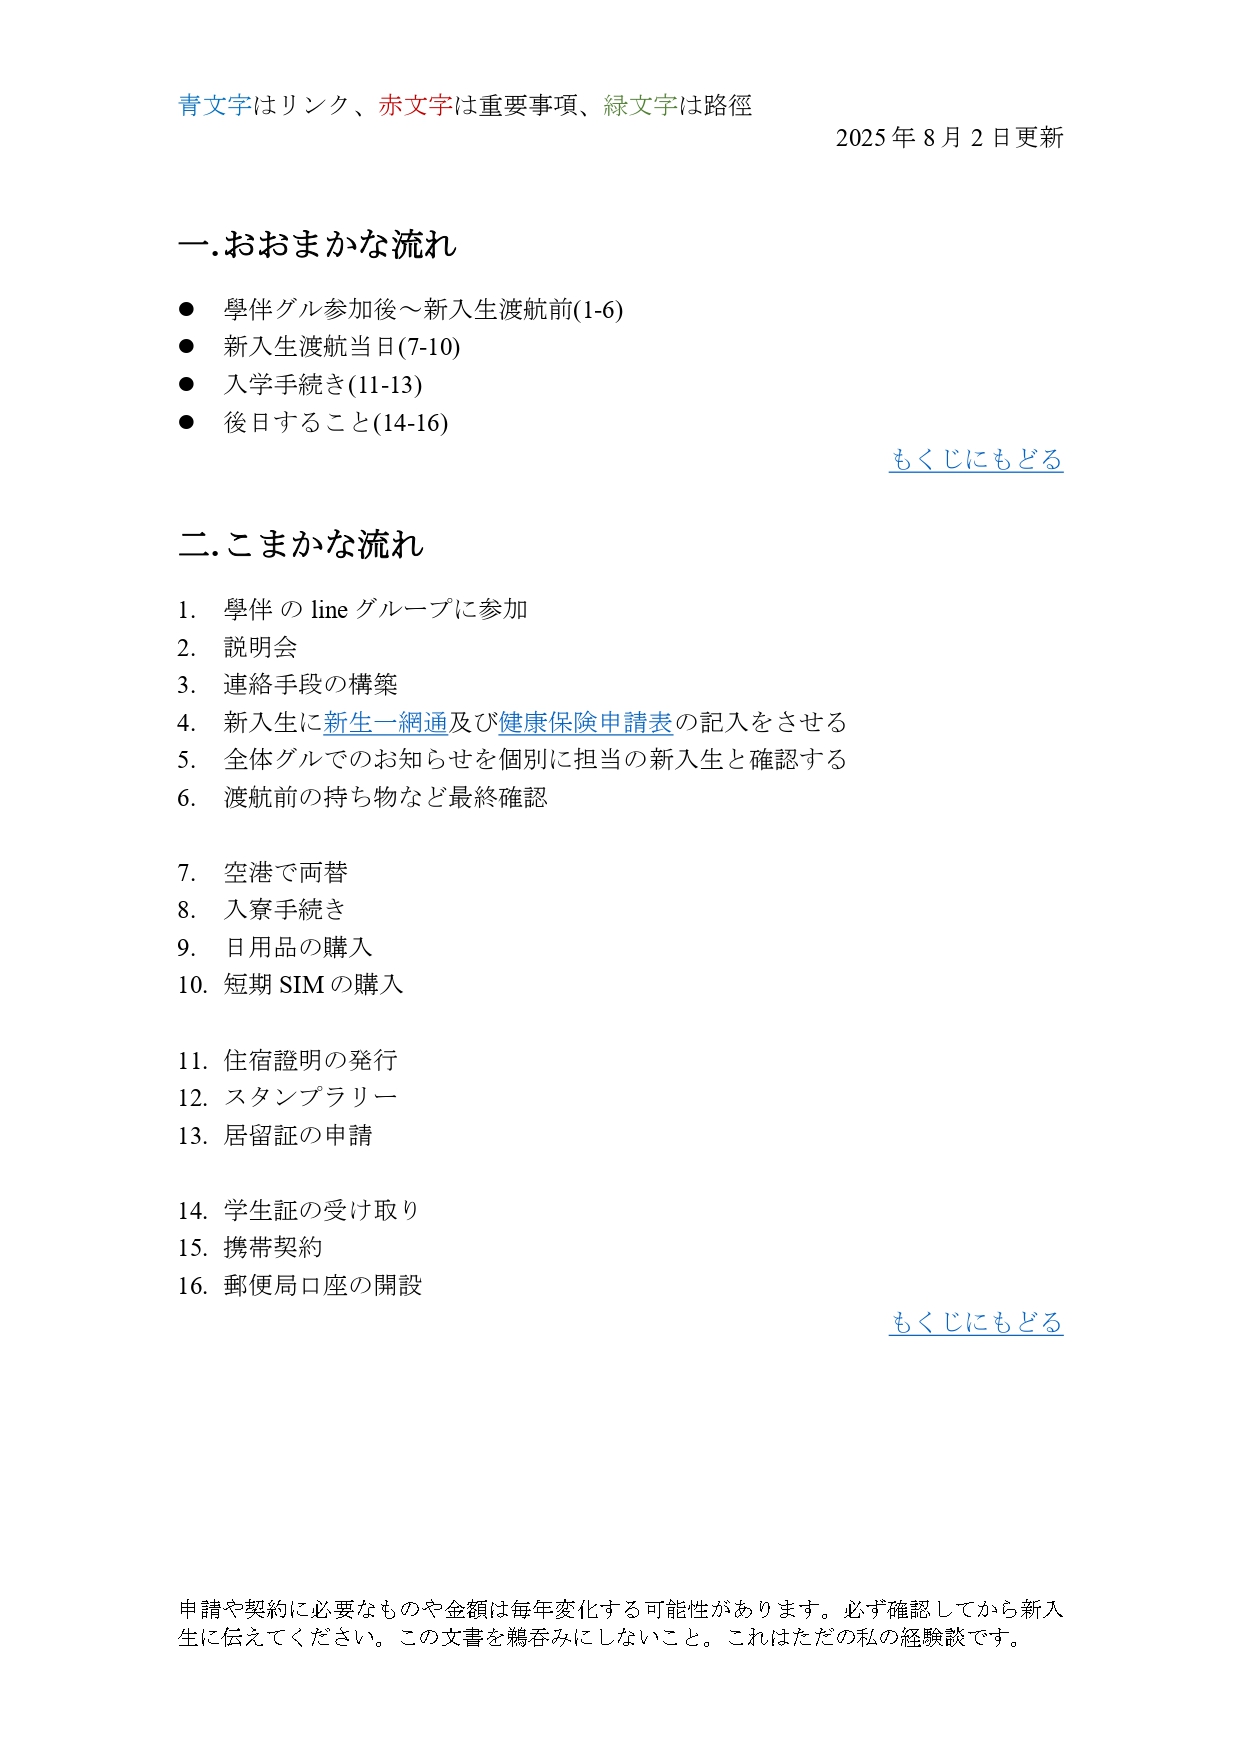 青文字はリンク、赤文字は重要事項、緑文字は路徑
2025年8月2日更新
一.おおまかな流れ
● 學伴グル参加後～新入生渡航前(1-6)
● 新入生渡航当日(7-10)
● 入学手続き(11-13)
● 後日すること(14-16)
もくじにもどる
二.こまかな流れ
1. 學伴 の line グループに参加
2. 説明会
3. 連絡手段の構築
4. 新入生に新生一網通及び健康保険申請表の記入をさせる
5. 全体グルでのお知らせを個別に担当の新入生と確認する
6. 渡航前の持ち物など最終確認
7. 空港で両替
8. 入寮手続き
9. 日用品の購入
10. 短期 SIM の購入
11. 住宿證明の発行
12. スタンプラリー
13. 居留証の申請
14. 学生証の受け取り
15. 携帯契約
16. 郵便局口座の開設
もくじにもどる
申請や契約に必要なものや金額は毎年変化する可能性があります。必ず確認してから新入
生に伝えてください。この文書を鵜呑みにしないこと。これはただの私の経験談です。